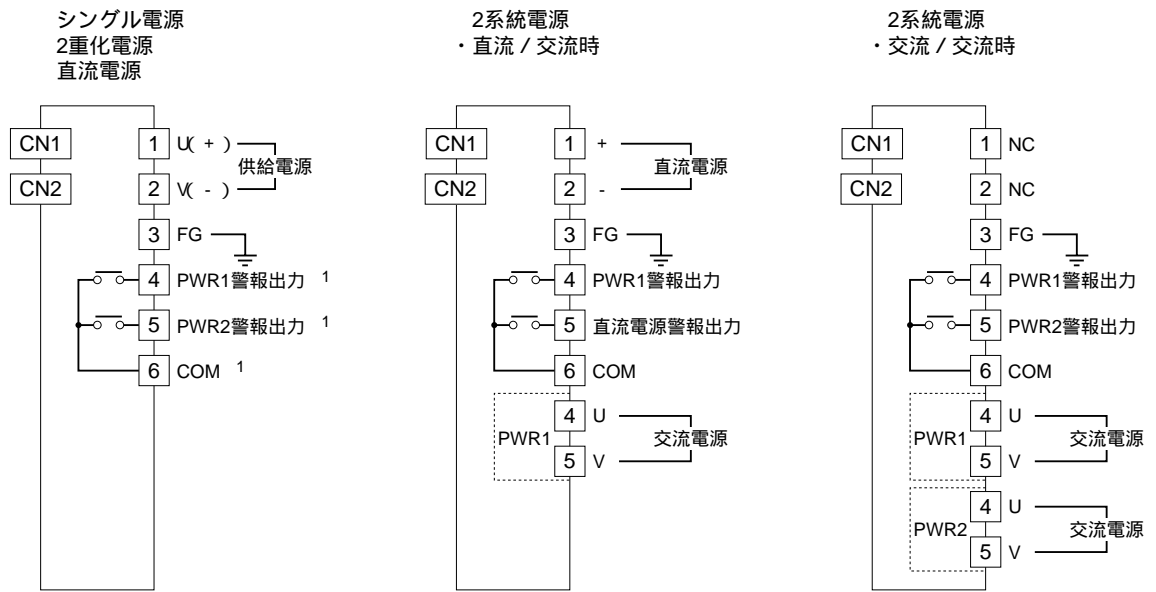 シングル電源
2重化電源
直流電源
CN1
CN2
1 U( + )
供給電源
2 V( - )
3 FG
4 PWR1警報出力 1
5 PWR2警報出力 1
6 COM 1
2系統電源
・直流 / 交流時
CN1
CN2
1 +
直流電源
2 -
3 FG
4 PWR1警報出力
5 直流電源警報出力
6 COM
PWR1
4 U
交流電源
5 V
2系統電源
・交流 / 交流時
CN1
CN2
1 NC
2 NC
3 FG
4 PWR1警報出力
5 PWR2警報出力
6 COM
PWR1
4 U
交流電源
5 V
PWR2
4 U
交流電源
5 V